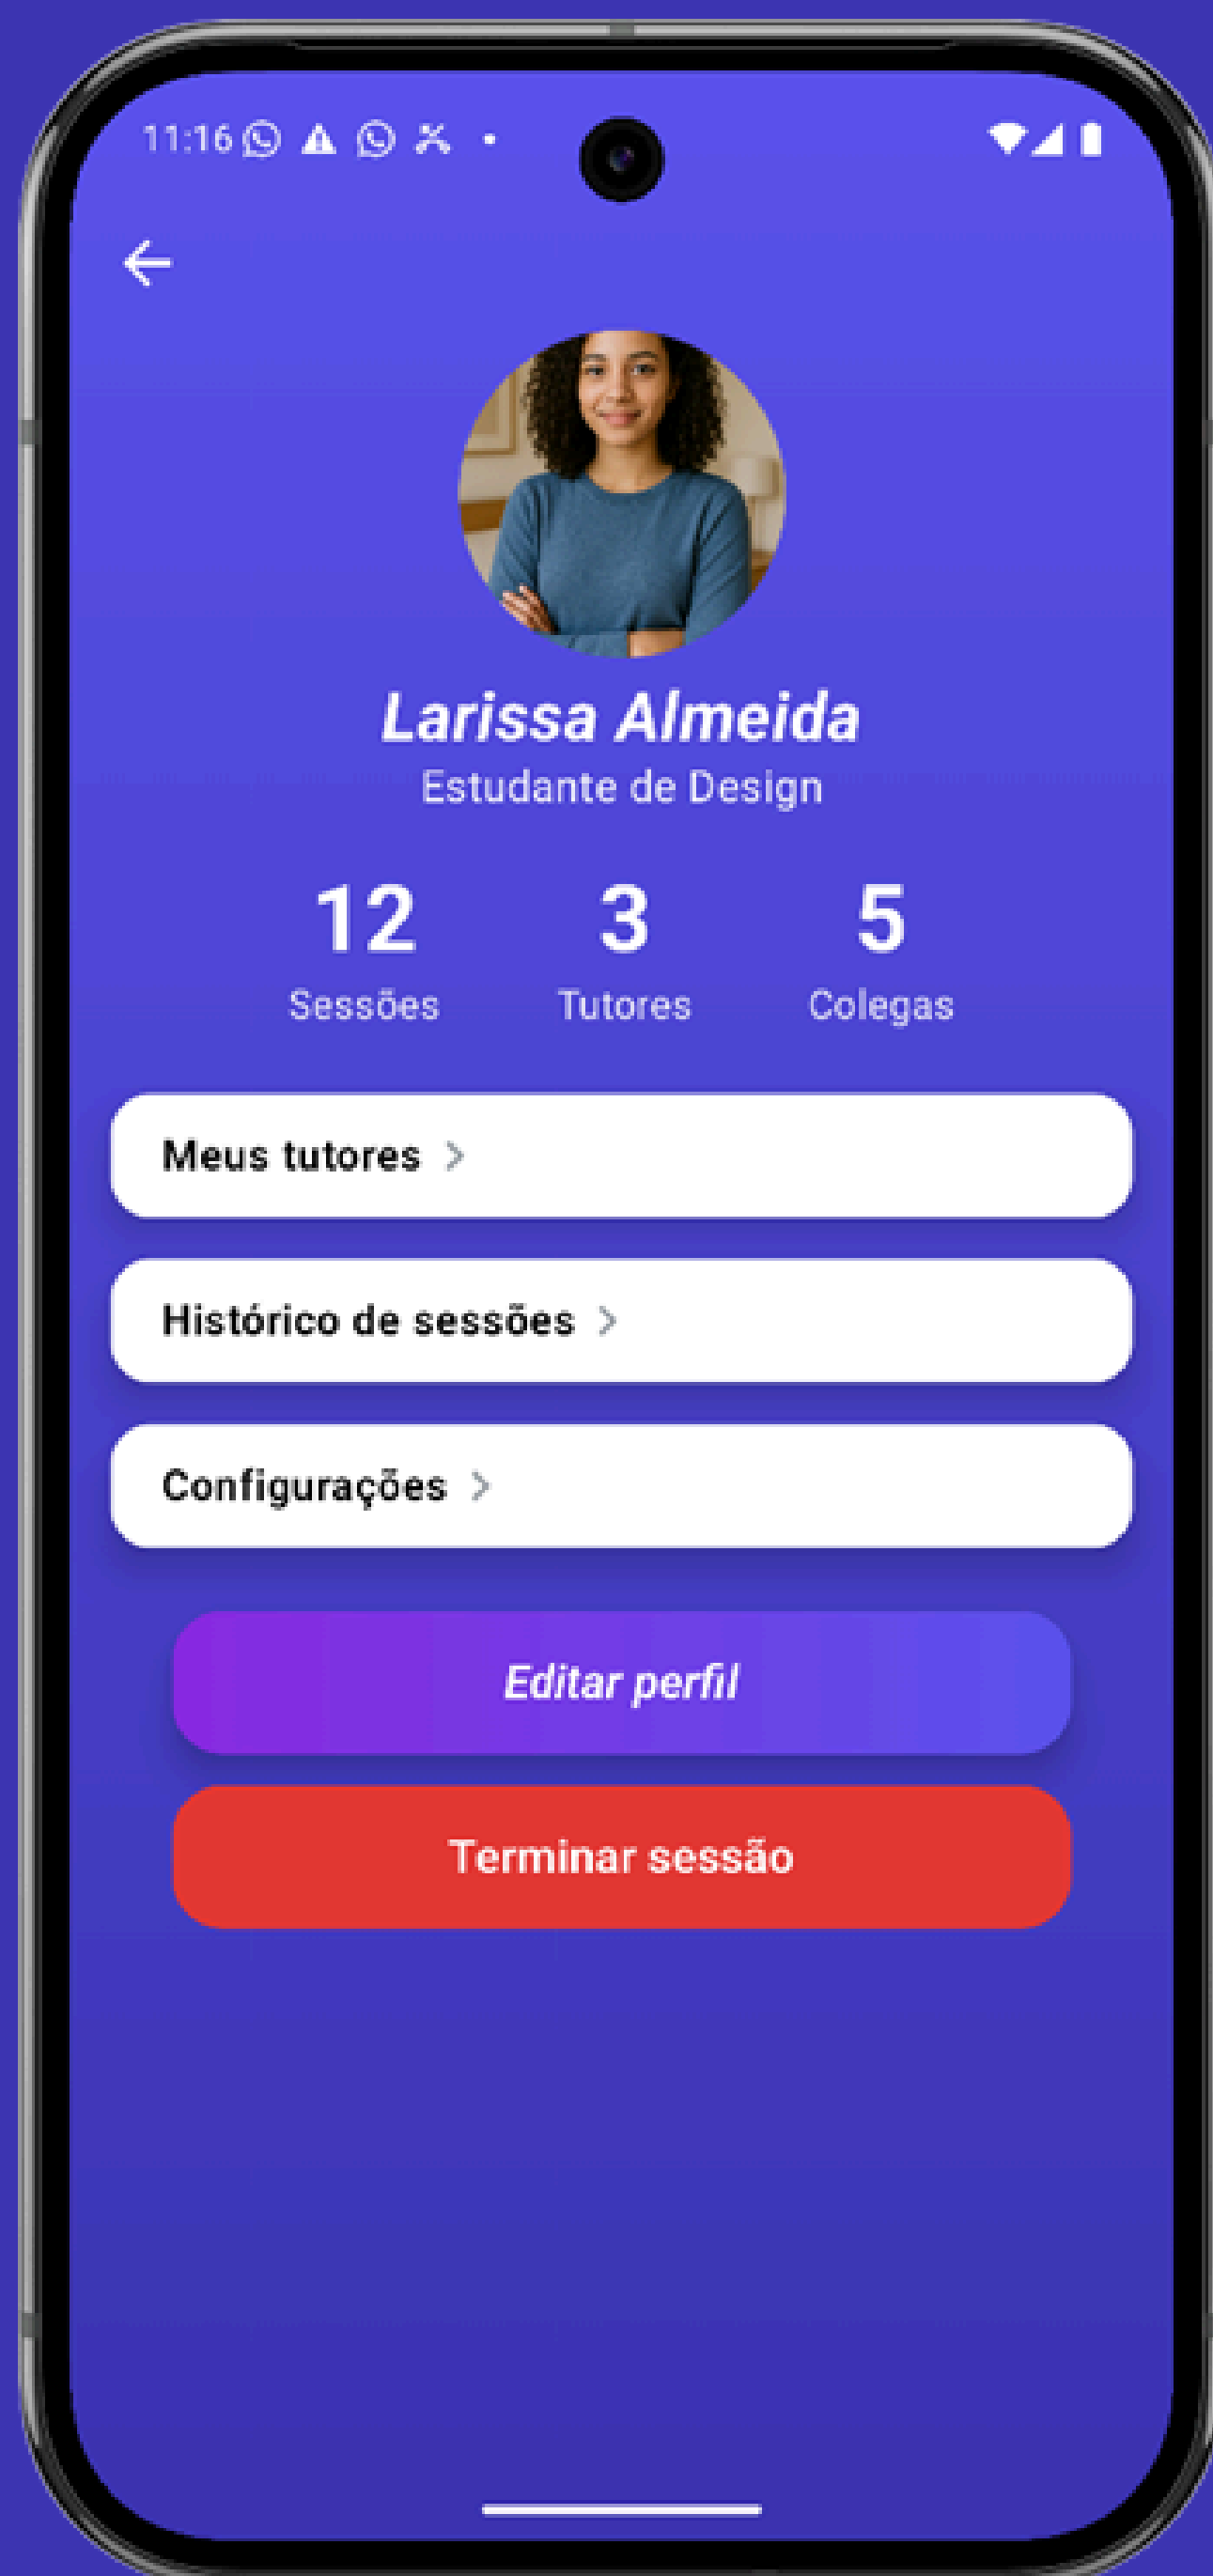 11:16
Larissa Almeida
Estudante de Design
12 3 5
Sessões Tutores Colegas
Meus tutores
Histórico de sessões
Configurações
Editar perfil
Terminar sessão